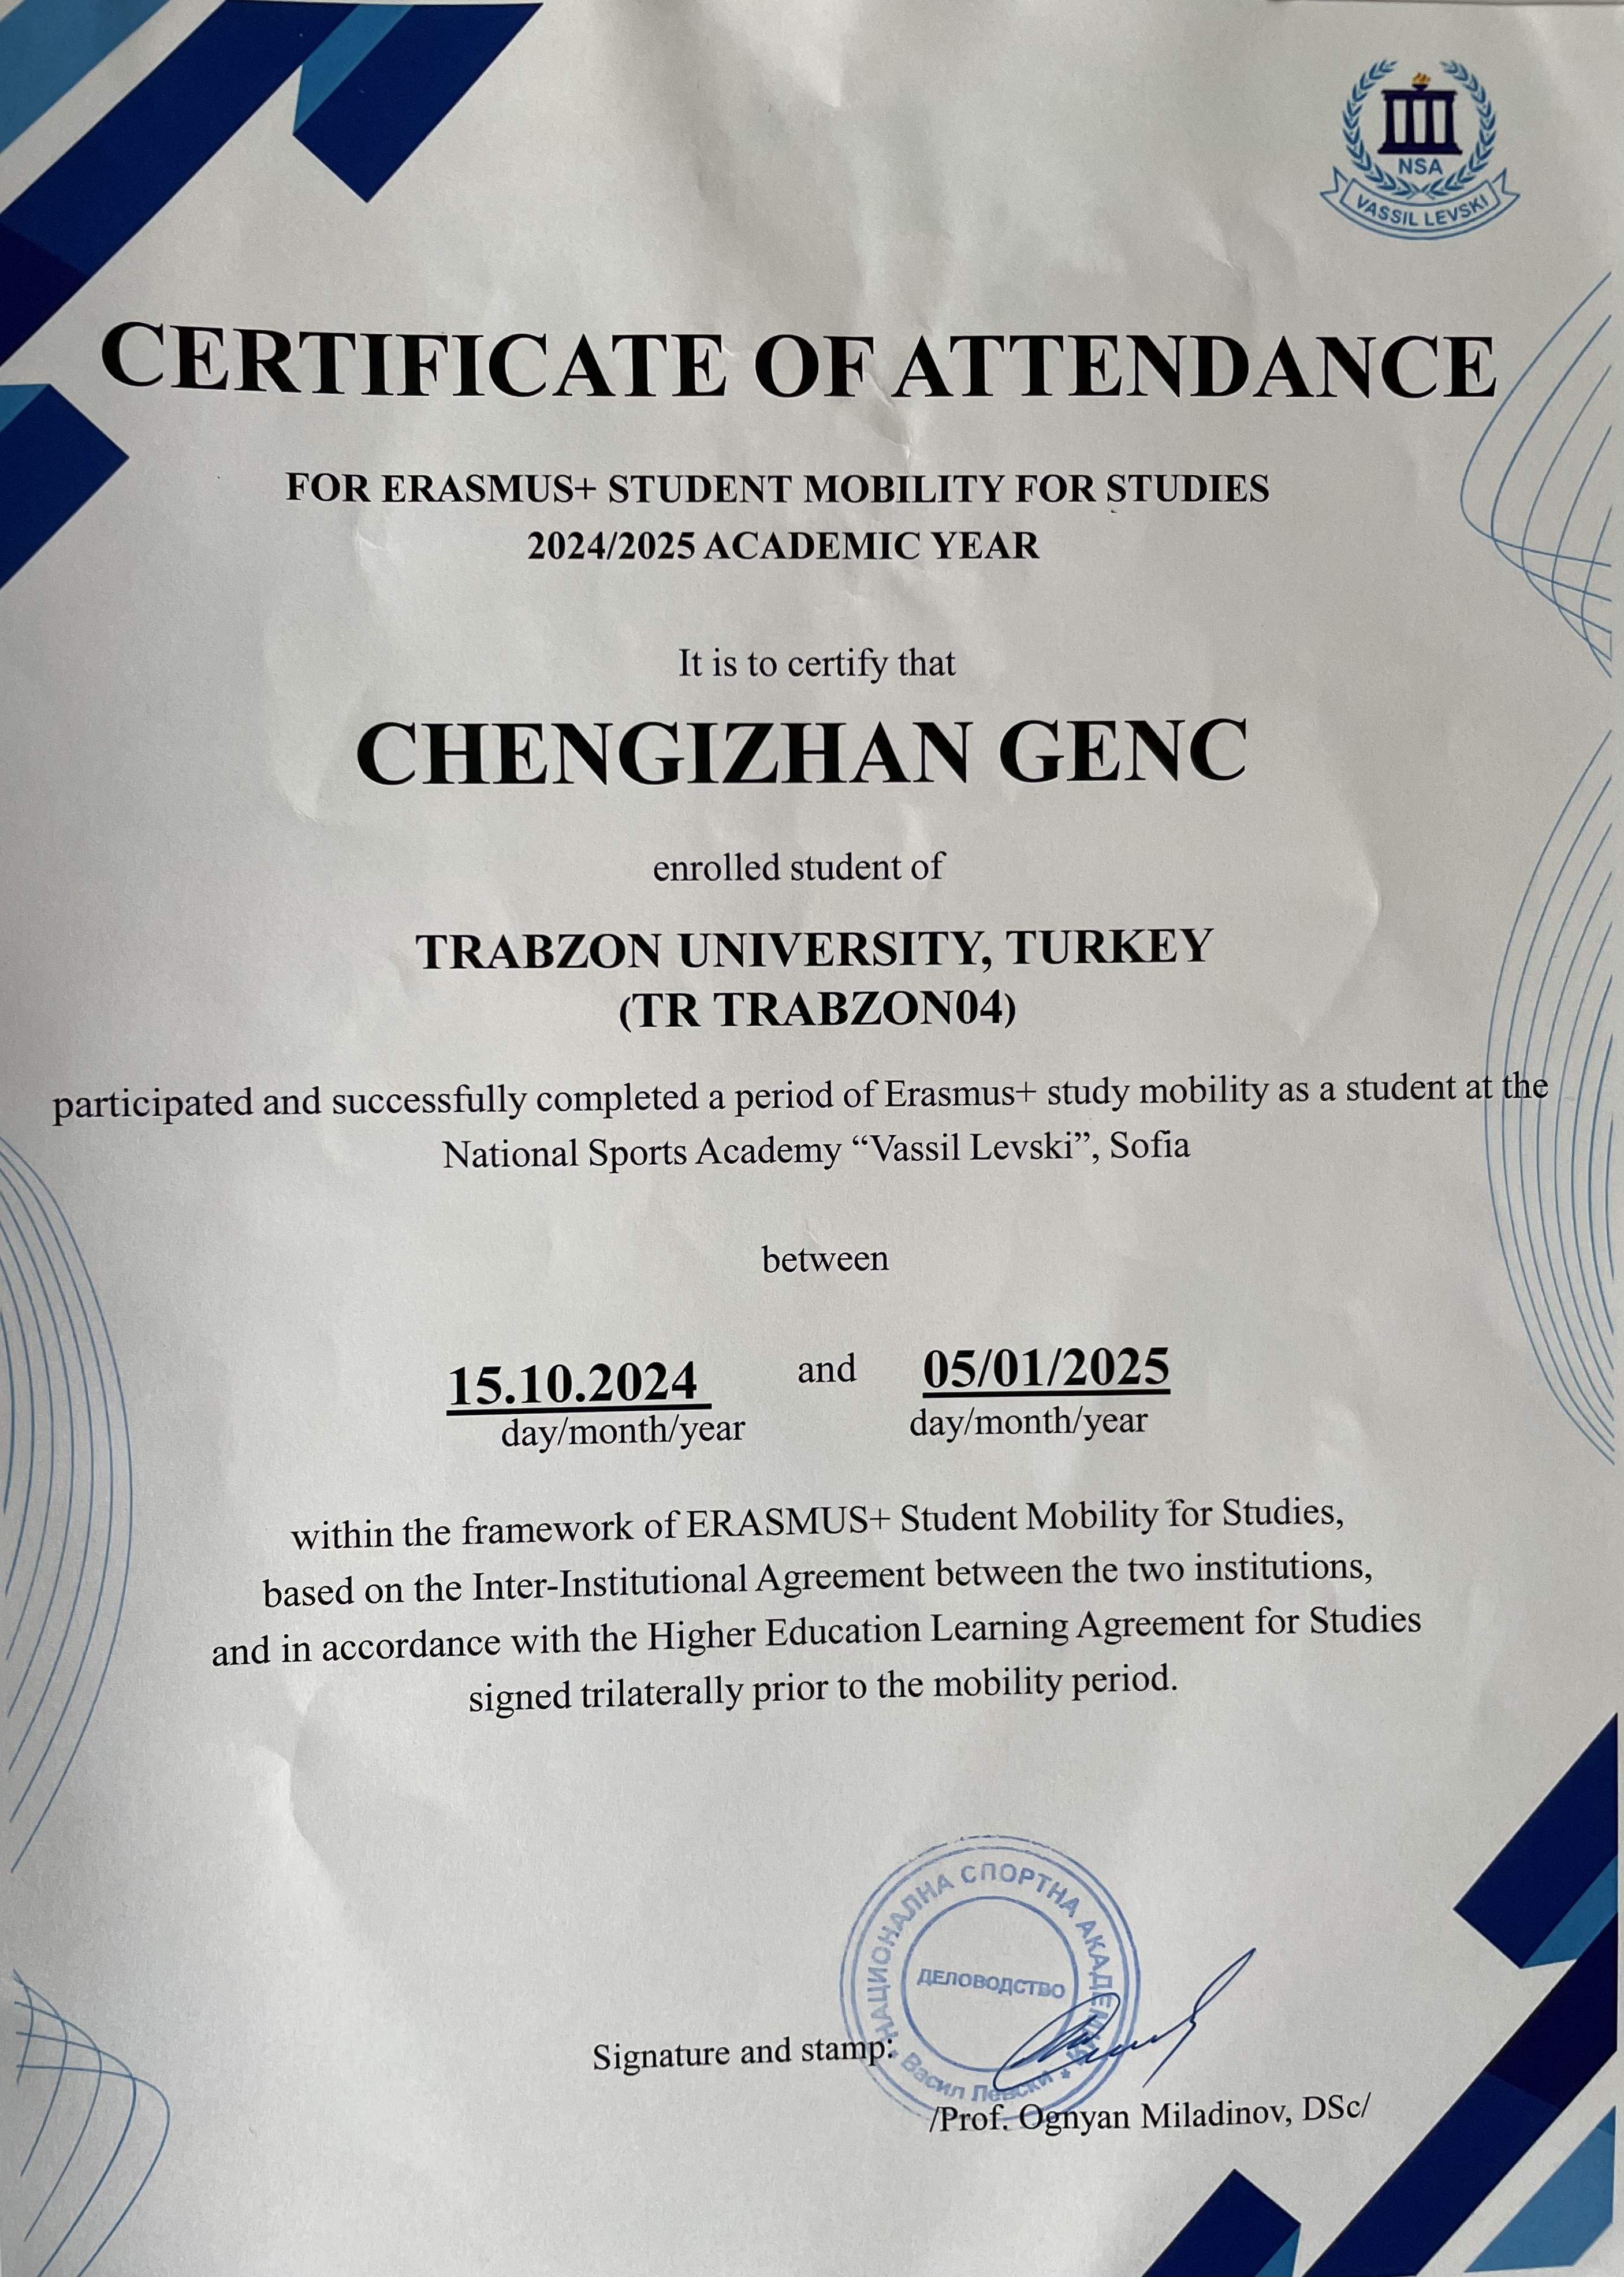 NSA
VASSIL LEVSKI
CERTIFICATE OF ATTENDANCE
FOR ERASMUS+ STUDENT MOBILITY FOR STUDIES
2024/2025 ACADEMIC YEAR
It is to certify that
CHENGIZHAN GENC
enrolled student of
TRABZON UNIVERSITY, TURKEY
(TR TRABZON04)
participated and successfully completed a period of Erasmus+ study mobility as a student at the
National Sports Academy “Vassil Levski”, Sofia
between
15.10.2024 and 05/01/2025
day/month/year day/month/year
within the framework of ERASMUS+ Student Mobility for Studies,
based on the Inter-Institutional Agreement between the two institutions,
and in accordance with the Higher Education Learning Agreement for Studies
signed trilaterally prior to the mobility period.
НАЦИОНАЛНА СПОРТНА АКАДЕМИЯ
ДЕЛОВОДСТВО
Васил Левски
Signature and stamp:
/Prof. Ognyan Miladinov, DSc/